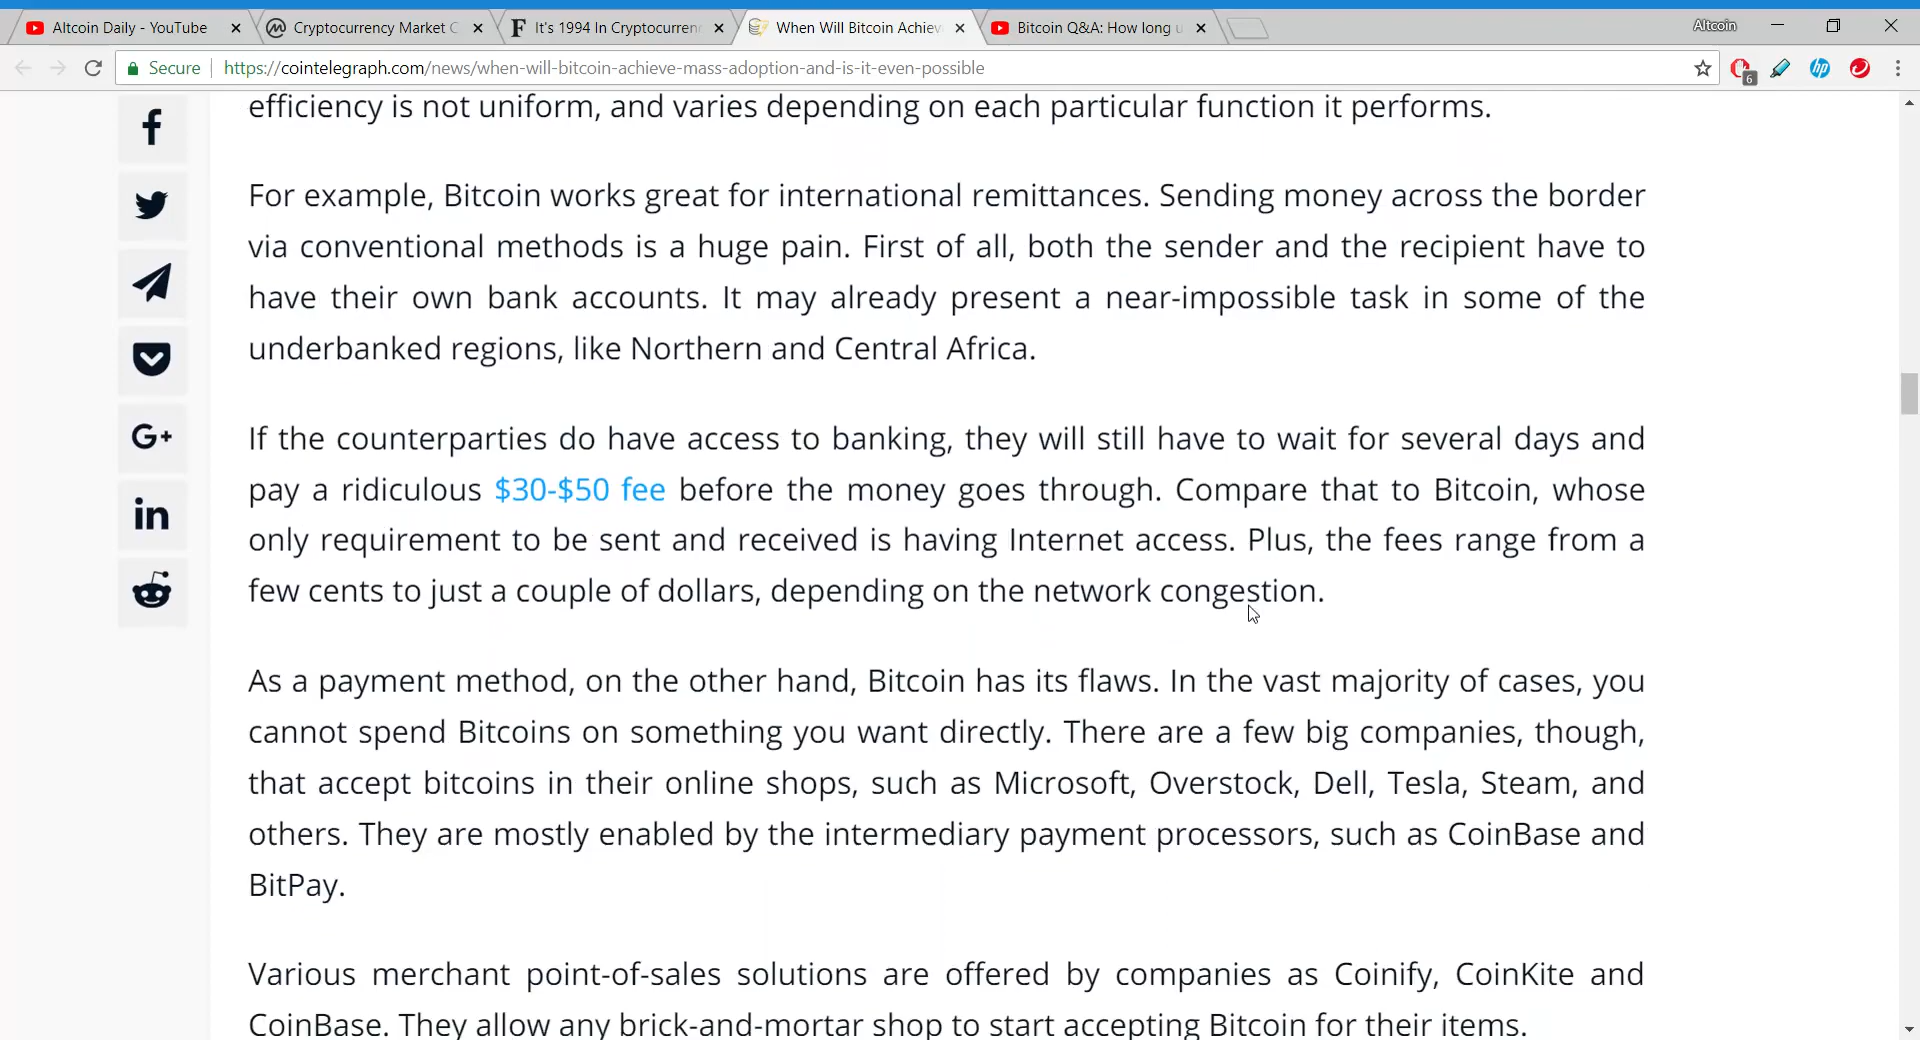 Altcoin Daily - YouTube
Cryptocurrency Market C
It's 1994 In Cryptocurren
When Will Bitcoin Achiev
Bitcoin Q&A: How long u
Altcoin
Secure
https://cointelegraph.com/news/when-will-bitcoin-achieve-mass-adoption-and-is-it-even-possible
6
hp
efficiency is not uniform, and varies depending on each particular function it performs.
For example, Bitcoin works great for international remittances. Sending money across the border
via conventional methods is a huge pain. First of all, both the sender and the recipient have to
have their own bank accounts. It may already present a near-impossible task in some of the
underbanked regions, like Northern and Central Africa.
If the counterparties do have access to banking, they will still have to wait for several days and
pay a ridiculous $30-$50 fee before the money goes through. Compare that to Bitcoin, whose
only requirement to be sent and received is having Internet access. Plus, the fees range from a
few cents to just a couple of dollars, depending on the network congestion.
As a payment method, on the other hand, Bitcoin has its flaws. In the vast majority of cases, you
cannot spend Bitcoins on something you want directly. There are a few big companies, though,
that accept bitcoins in their online shops, such as Microsoft, Overstock, Dell, Tesla, Steam, and
others. They are mostly enabled by the intermediary payment processors, such as CoinBase and
BitPay.
Various merchant point-of-sales solutions are offered by companies as Coinify, CoinKite and
CoinBase. They allow any brick-and-mortar shop to start accepting Bitcoin for their items.